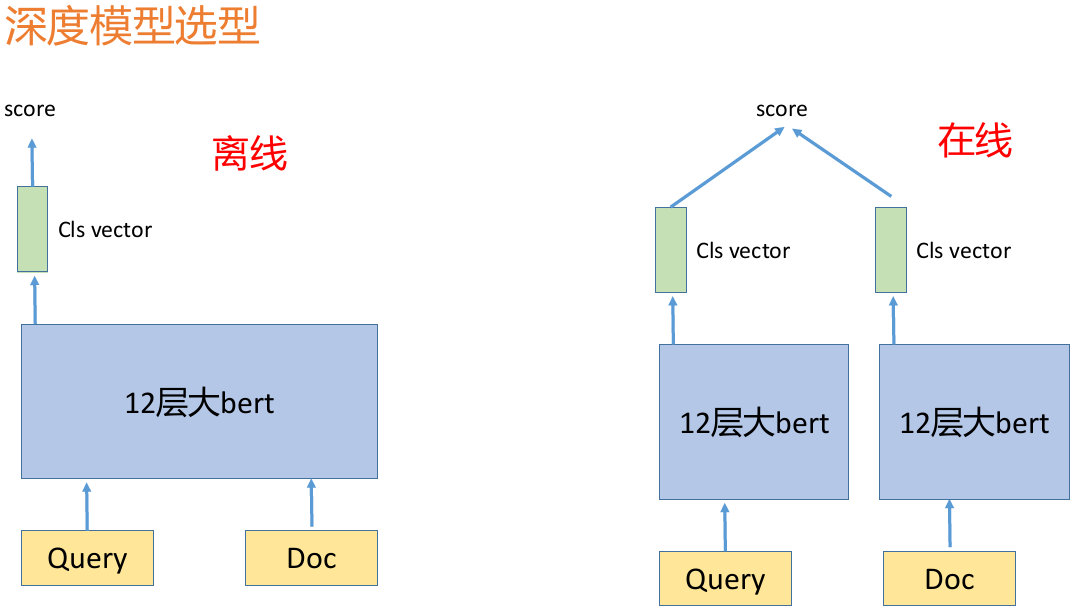 深度模型选型
score
离线
Cls vector
12层大bert
Query
Doc
score
在线
Cls vector
Cls vector
12层大bert
12层大bert
Query
Doc